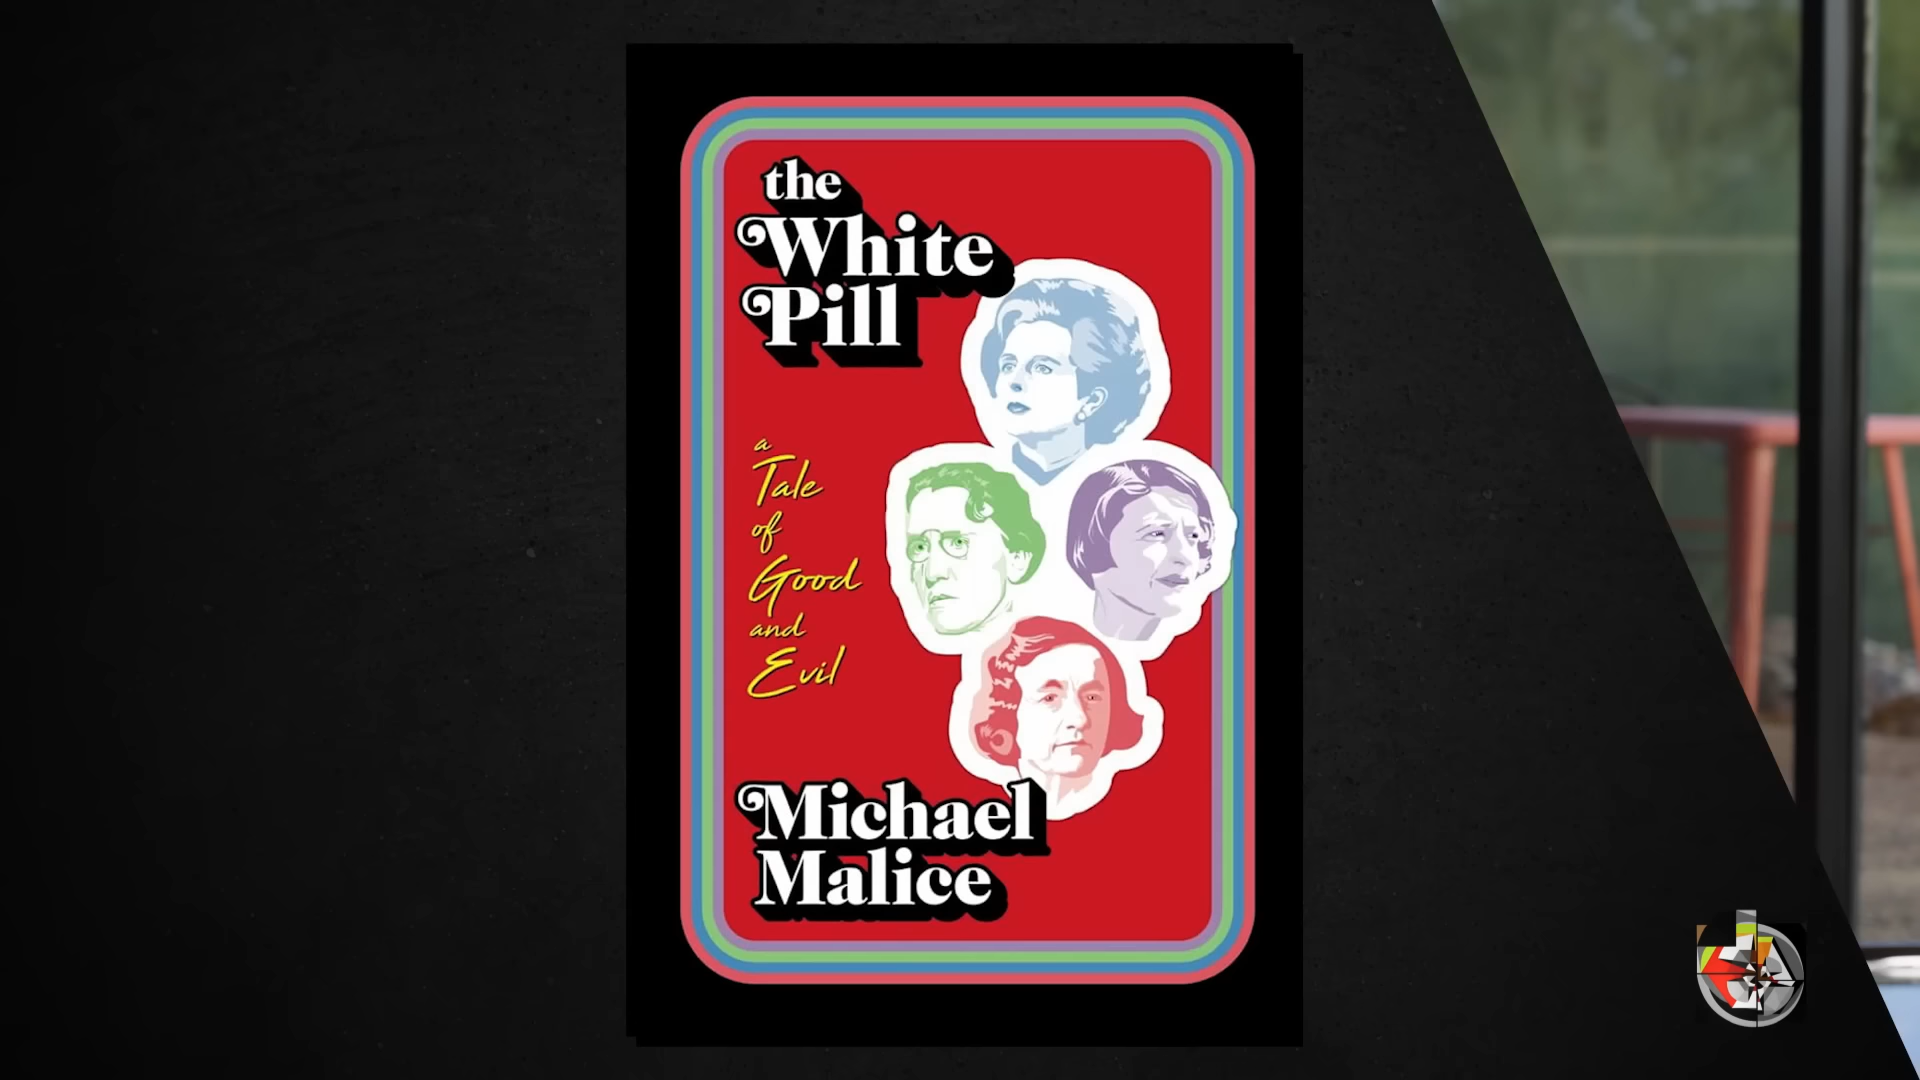 the
White
Pill
a
Tale
of
Good
and
Evil
Michael
Malice